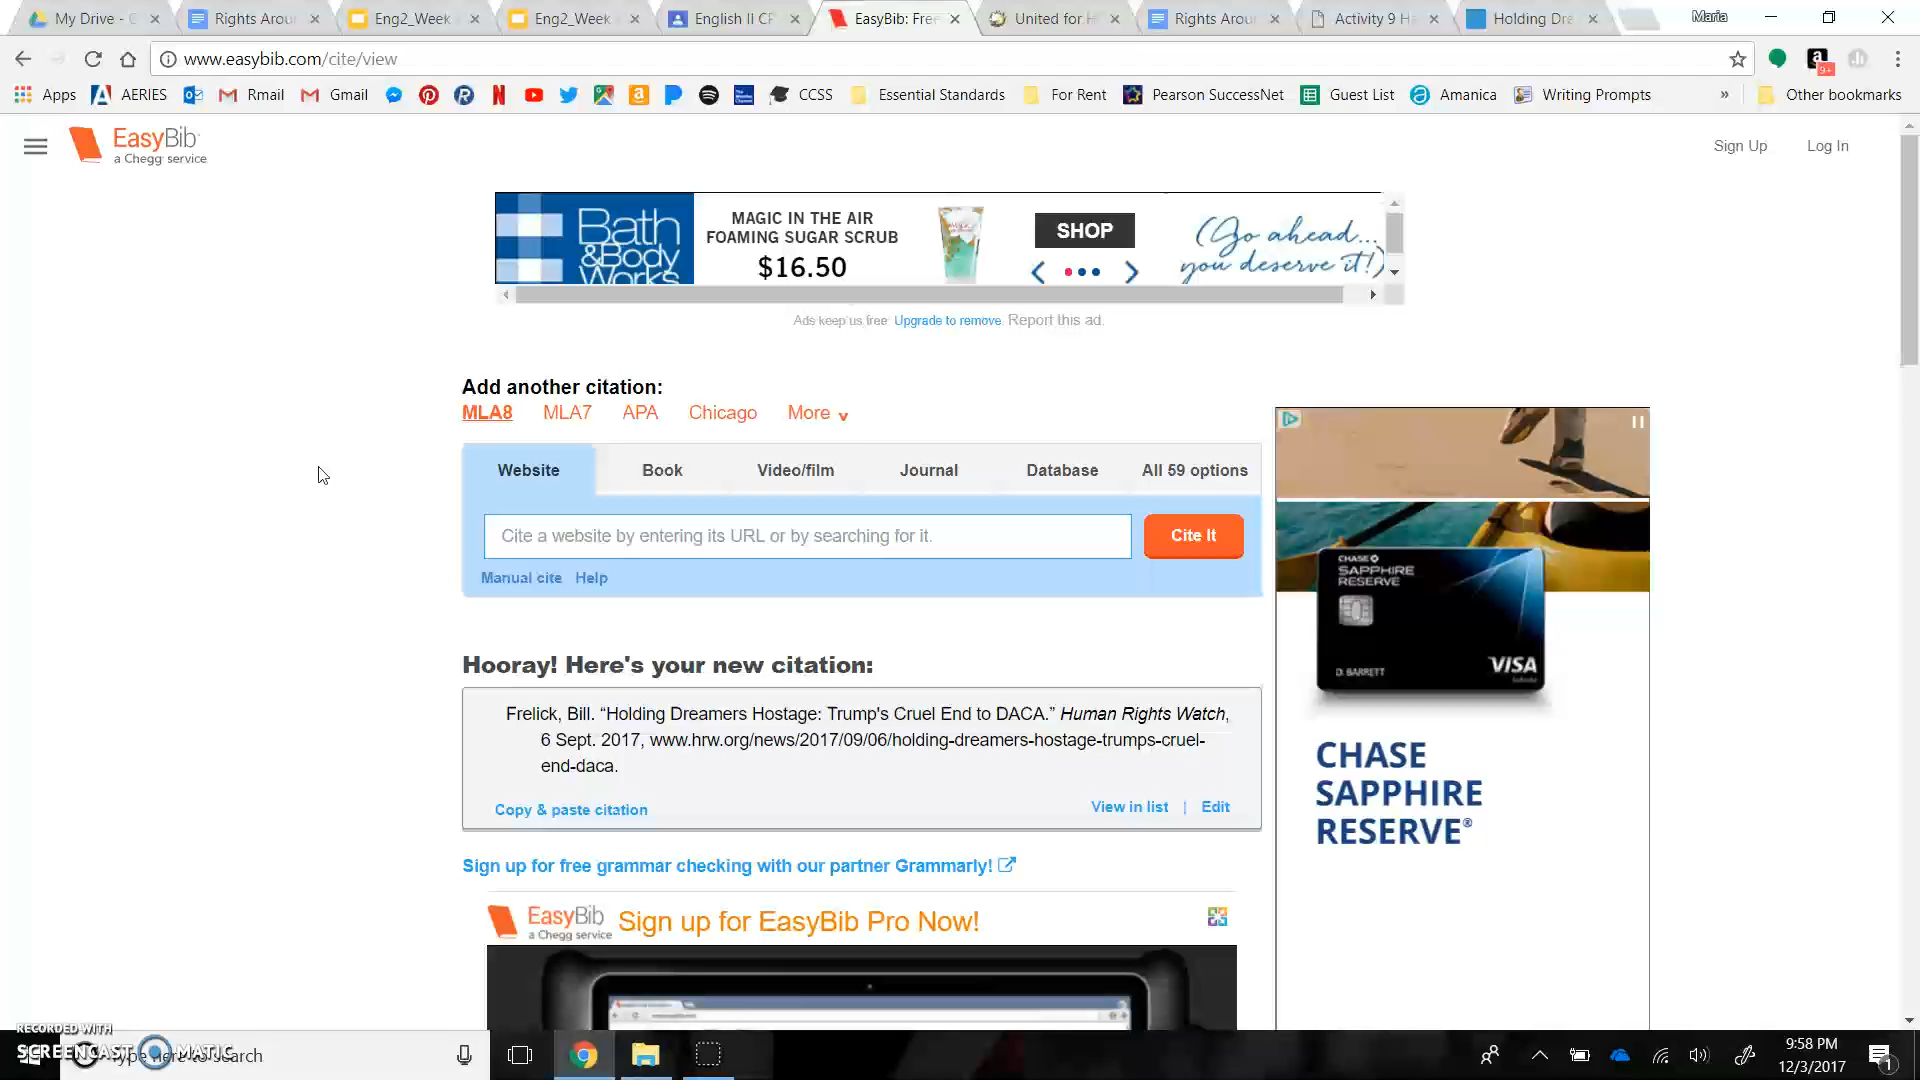 My Drive - C
Rights Arou
Eng2_Week
Eng2_Week
English II CP
EasyBib: Free
United for H
Rights Arou
Activity 9 H
Holding Dre
Maria
www.easybib.com/cite/view
9+
Apps
AERIES
Rmail
Gmail
CCSS
Essential Standards
For Rent
Pearson SuccessNet
Guest List
Amanica
Writing Prompts
»
Other bookmarks
EasyBib
a Chegg service
Sign Up
Log In
Bath
&Body
Works
MAGIC IN THE AIR
FOAMING SUGAR SCRUB
$16.50
SHOP
(Go ahead...
you deserve it!)
Ads keep us free. Upgrade to remove. Report this ad.
Add another citation:
MLA8 MLA7 APA Chicago More v
Website Book Video/film Journal Database All 59 options
Cite a website by entering its URL or by searching for it.
Cite It
Manual cite Help
Hooray! Here's your new citation:
Frelick, Bill. “Holding Dreamers Hostage: Trump's Cruel End to DACA.” Human Rights Watch,
6 Sept. 2017, www.hrw.org/news/2017/09/06/holding-dreamers-hostage-trumps-cruel-
end-daca.
Copy & paste citation
View in list | Edit
Sign up for free grammar checking with our partner Grammarly!
EasyBib
a Chegg service
Sign up for EasyBib Pro Now!
CHASE
SAPPHIRE
RESERVE
D. BARRETT
VISA
CHASE
SAPPHIRE
RESERVE®
RECORDED WITH
SCREENCAST MATIC
Type here to search
9:58 PM
12/3/2017
1